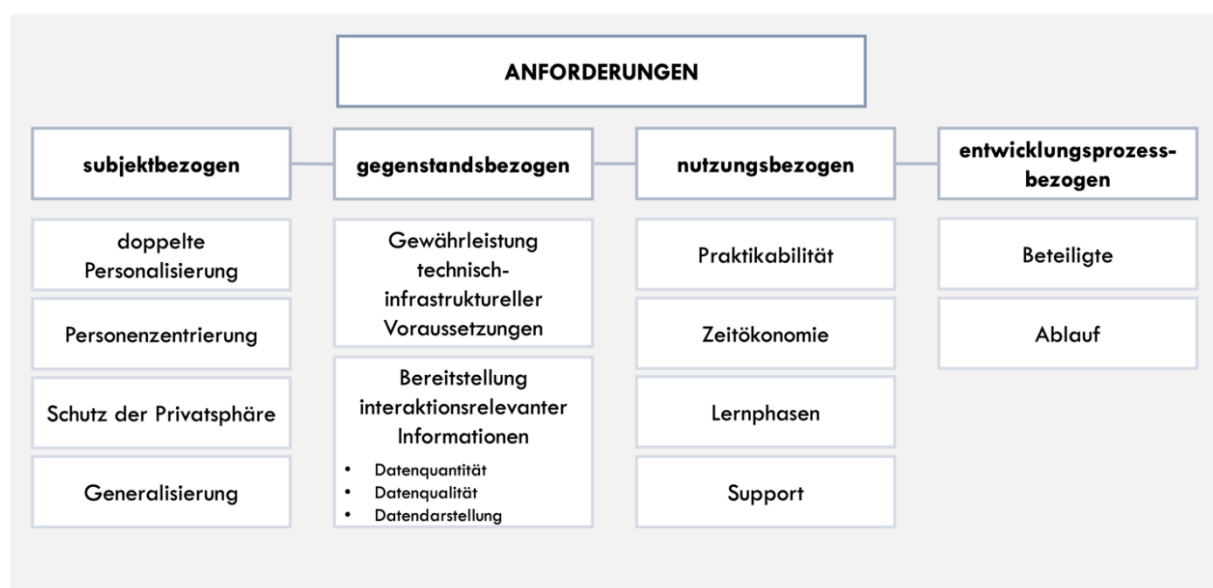 ANFORDERUNGEN
subjektbezogen
doppelte
Personalisierung
Personenzentrierung
Schutz der Privatsphäre
Generalisierung
gegenstandsbezogen
Gewährleistung
technisch-
infrastruktureller
Voraussetzungen
Bereitstellung
interaktionsrelevanter
Informationen
• Datenquantität
• Datenqualität
• Datendarstellung
nutzungsbezogen
Praktikabilität
Zeitökonomie
Lernphasen
Support
entwicklungsprozess-
bezogen
Beteiligte
Ablauf